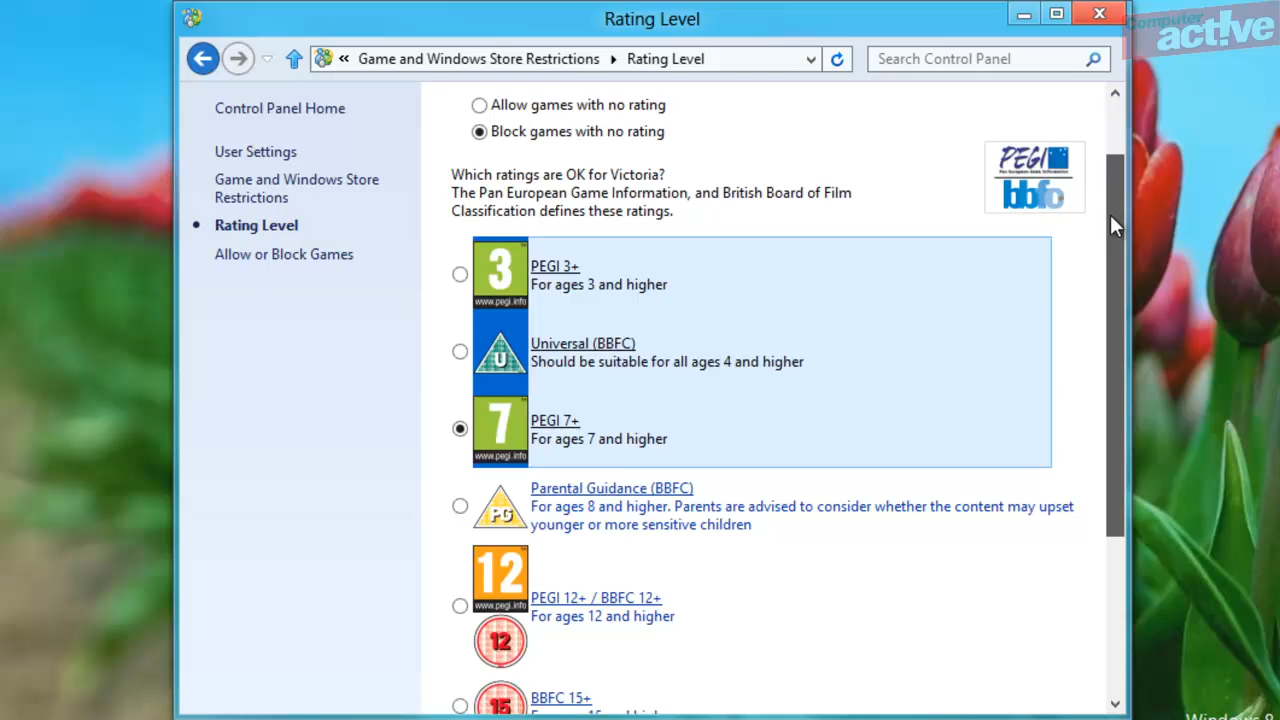 Rating Level
Computer
act!ve
« Game and Windows Store Restrictions Rating Level
Search Control Panel
Control Panel Home
User Settings
Game and Windows Store
Restrictions
Rating Level
Allow or Block Games
Allow games with no rating
Block games with no rating
Which ratings are OK for Victoria?
The Pan European Game Information, and British Board of Film
Classification defines these ratings.
PEGI
Pan European Game Information
bbfc
3
www.pegi.info
PEGI 3+
For ages 3 and higher
U
Universal (BBFC)
Should be suitable for all ages 4 and higher
7
www.pegi.info
PEGI 7+
For ages 7 and higher
PG
Parental Guidance (BBFC)
For ages 8 and higher. Parents are advised to consider whether the content may upset
younger or more sensitive children
12
www.pegi.info
12
PEGI 12+ / BBFC 12+
For ages 12 and higher
15
BBFC 15+